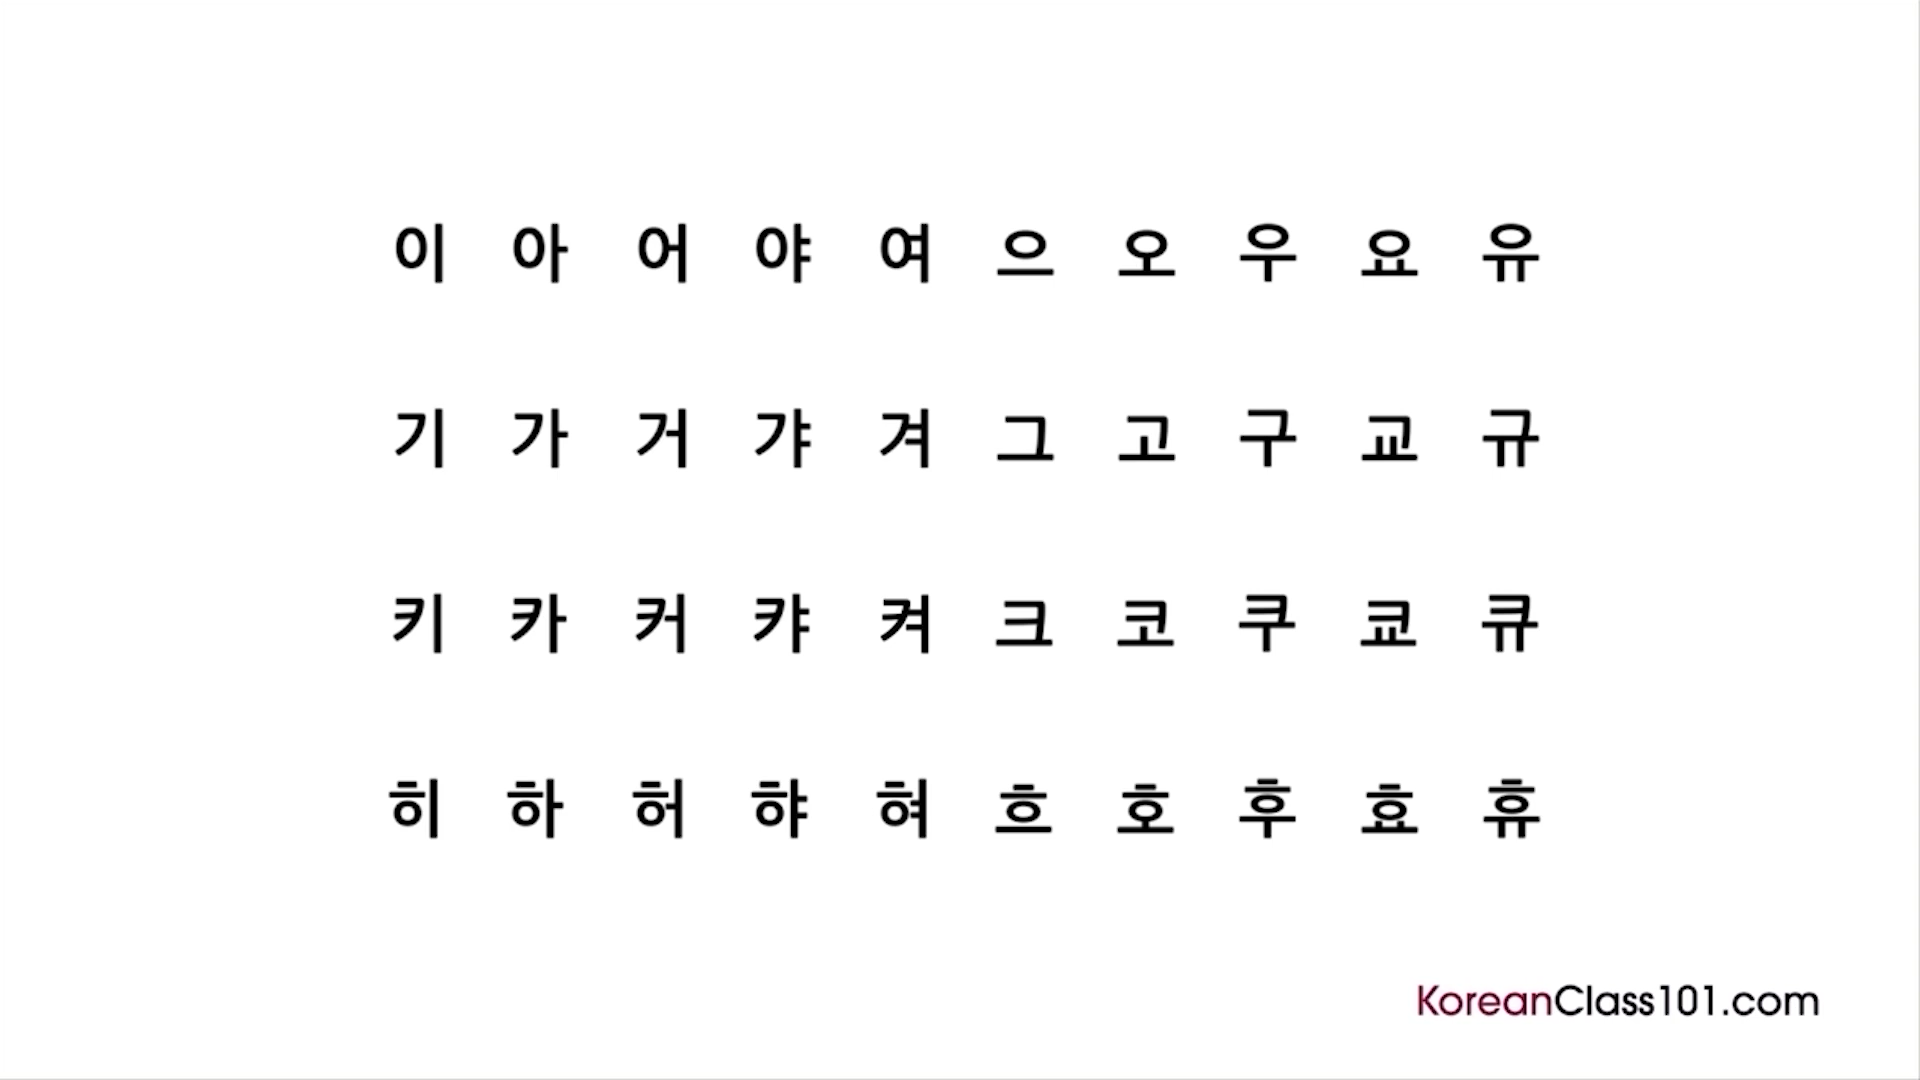 이 아 어 야 여 으 오 우 요 유
기 가 거 갸 겨 그 고 구 교 규
키 카 커 캬 켜 크 코 쿠 쿄 큐
히 하 허 햐 혀 흐 호 후 효 휴
KoreanClass101.com